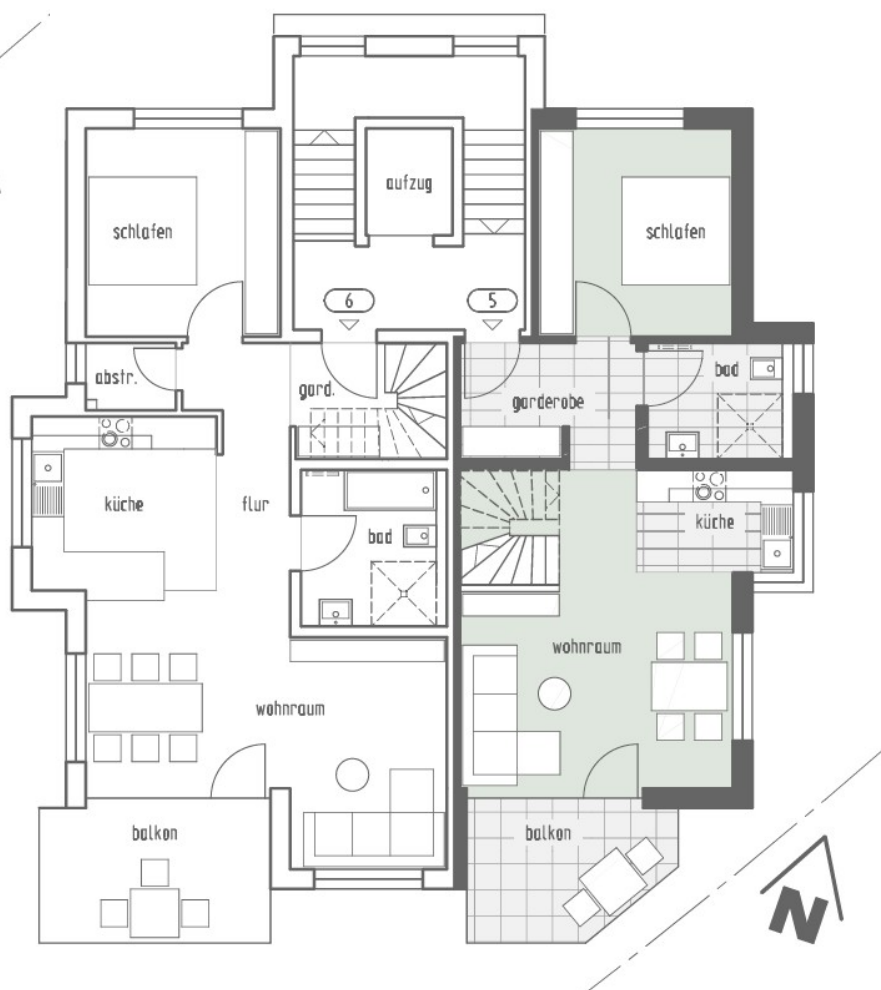 aufzug
schlafen
schlafen
6
5
abstr.
gard.
garderobe
bad
küche
flur
bad
küche
wohnraum
wohnraum
balkon
balkon
N